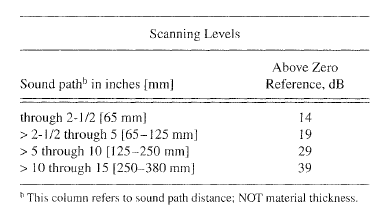 Scanning Levels
Above Zero
Sound pathᵇ in inches [mm] Reference, dB
through 2-1/2 [65 mm] 14
> 2-1/2 through 5 [65–125 mm] 19
> 5 through 10 [125–250 mm] 29
> 10 through 15 [250–380 mm] 39
ᵇ This column refers to sound path distance; NOT material thickness.